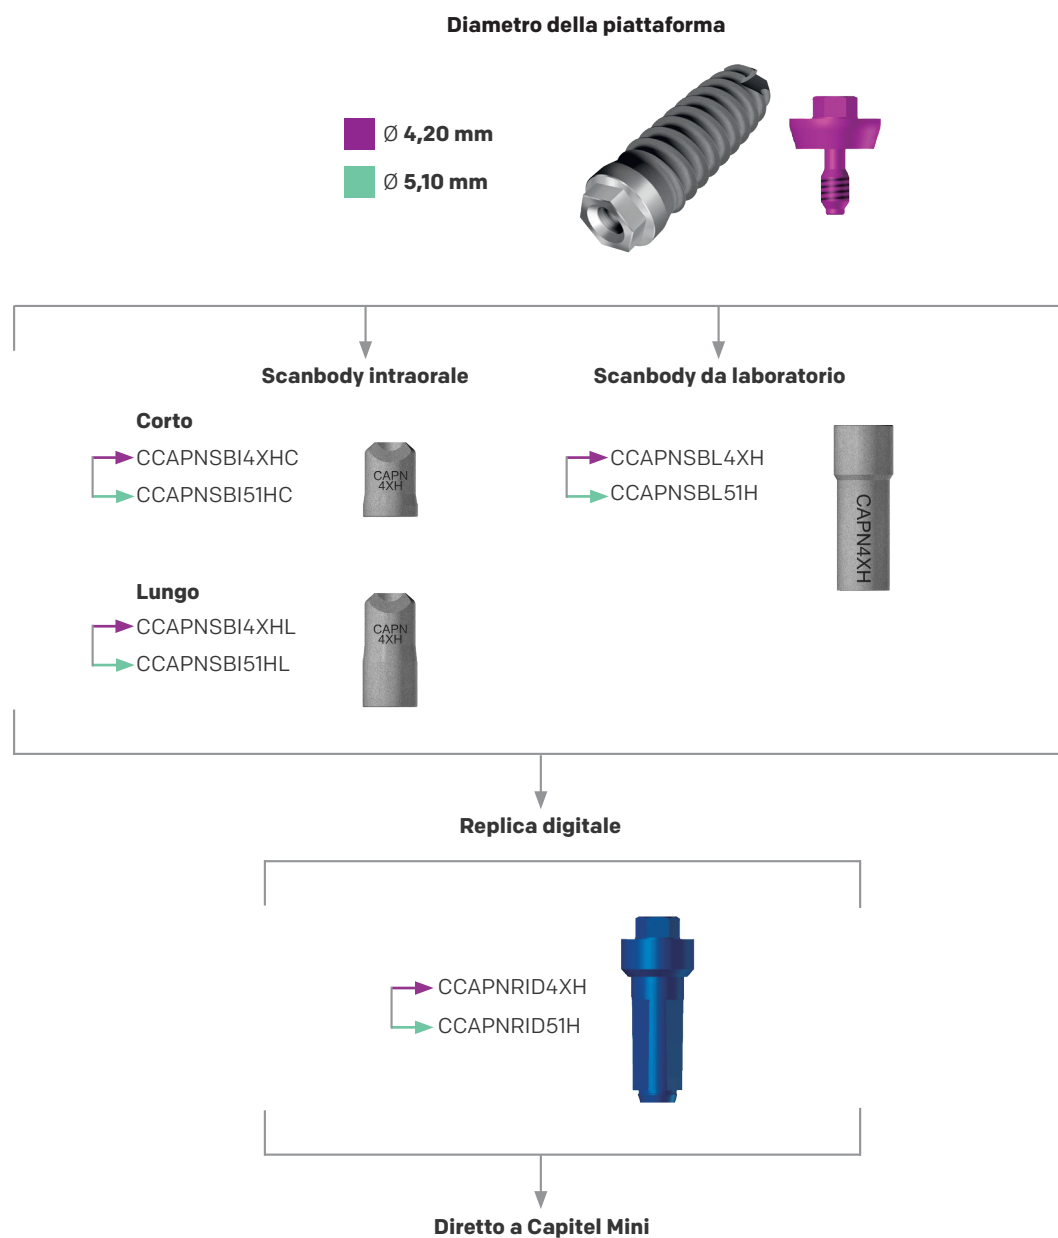 Diametro della piattaforma
Ø 4,20 mm
Ø 5,10 mm
Scanbody intraorale
Corto
CCAPNSBI4XHC
CCAPNSBI51HC
CAPN
4XH
Lungo
CCAPNSBI4XHL
CCAPNSBI51HL
CAPN
4XH
Scanbody da laboratorio
CCAPNSBL4XH
CCAPNSBL51H
CAPN4XH
Replica digitale
CCAPNRID4XH
CCAPNRID51H
Diretto a Capitel Mini